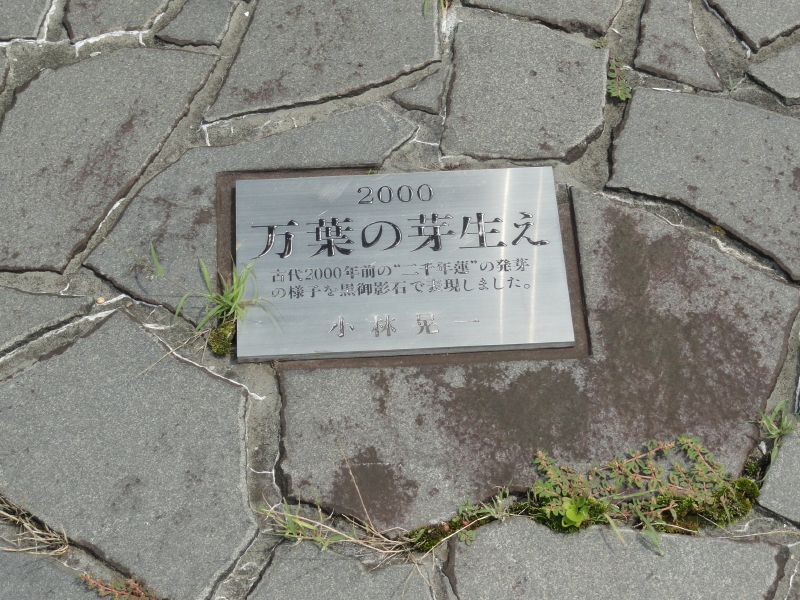 2000
万葉の芽生え
古代2000年前の"二千年蓮"の発芽
の様子を黒御影石で表現しました。
小林晃一